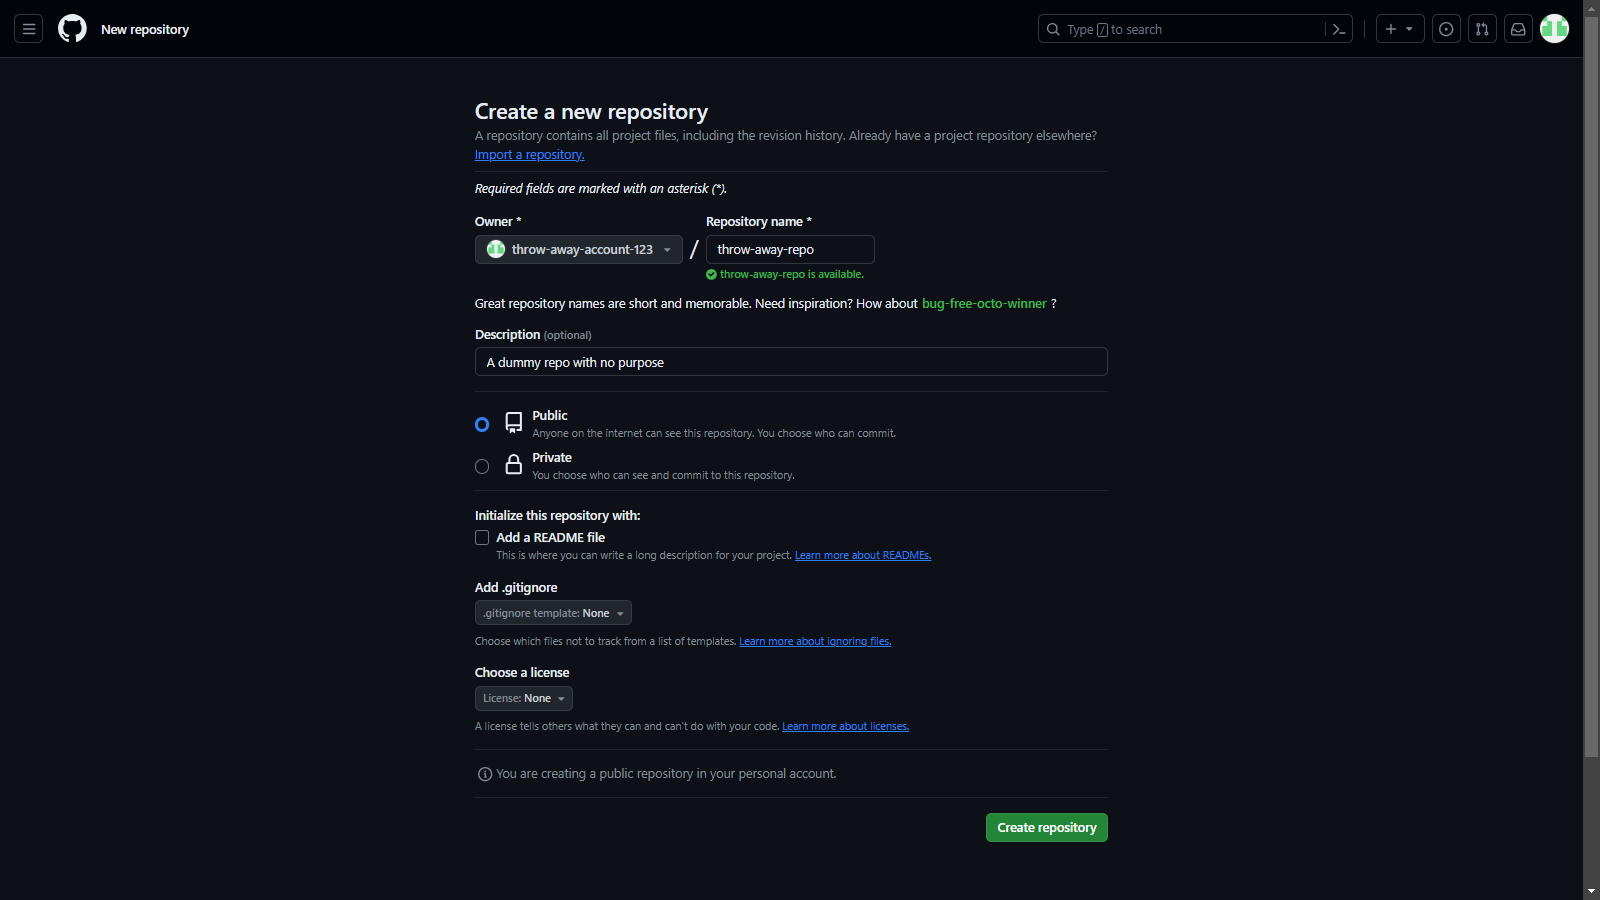 New repository
Type / to search
Create a new repository
A repository contains all project files, including the revision history. Already have a project repository elsewhere?
Import a repository.
Required fields are marked with an asterisk (*).
Owner *
Repository name *
throw-away-account-123
/
throw-away-repo
throw-away-repo is available.
Great repository names are short and memorable. Need inspiration? How about bug-free-octo-winner ?
Description (optional)
A dummy repo with no purpose
Public
Anyone on the internet can see this repository. You choose who can commit.
Private
You choose who can see and commit to this repository.
Initialize this repository with:
Add a README file
This is where you can write a long description for your project. Learn more about READMEs.
Add .gitignore
.gitignore template: None
Choose which files not to track from a list of templates. Learn more about ignoring files.
Choose a license
License: None
A license tells others what they can and can't do with your code. Learn more about licenses.
You are creating a public repository in your personal account.
Create repository